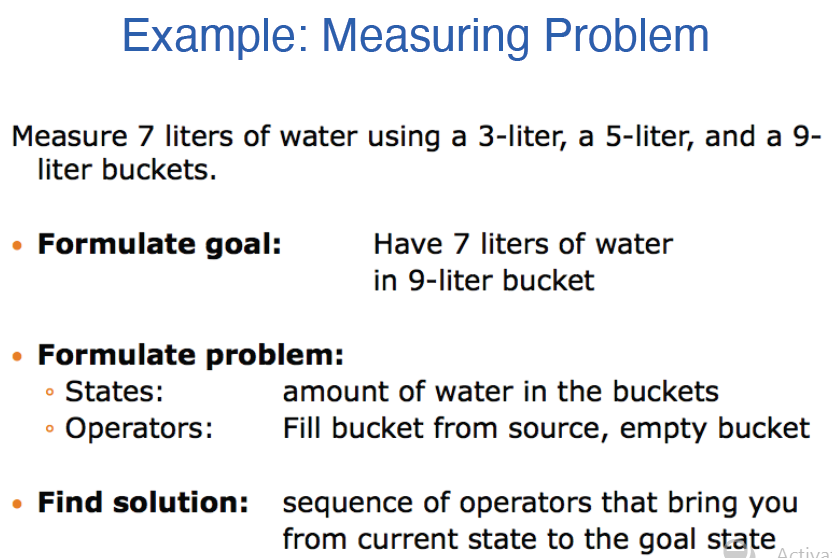 Example: Measuring Problem
Measure 7 liters of water using a 3-liter, a 5-liter, and a 9-
liter buckets.
• Formulate goal: Have 7 liters of water
in 9-liter bucket
• Formulate problem:
◦ States: amount of water in the buckets
◦ Operators: Fill bucket from source, empty bucket
• Find solution: sequence of operators that bring you
from current state to the goal state